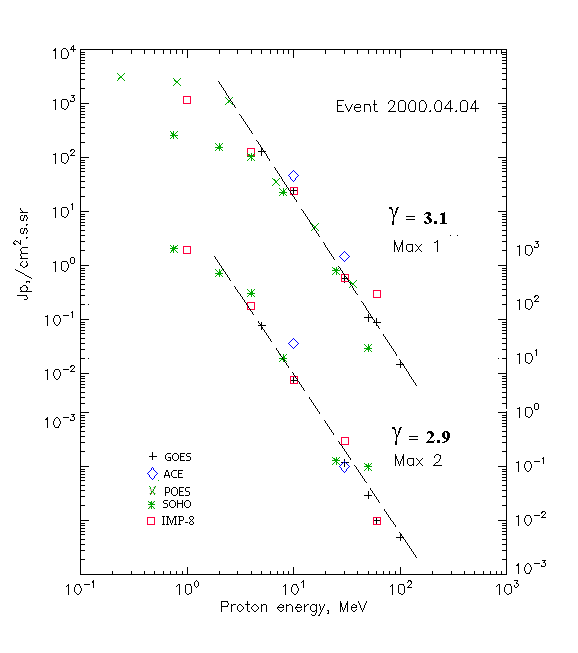 10^4
10^3
10^2
10^1
10^0
10^-1
10^-2
10^-3
Jp,/cm^2.s.sr
Event 2000.04.04
γ = 3.1
Max 1
10^3
10^2
10^1
10^0
10^-1
10^-2
10^-3
γ = 2.9
Max 2
GOES
ACE
POES
SOHO
IMP-8
10^-1
10^0
10^1
10^2
10^3
Proton energy, MeV